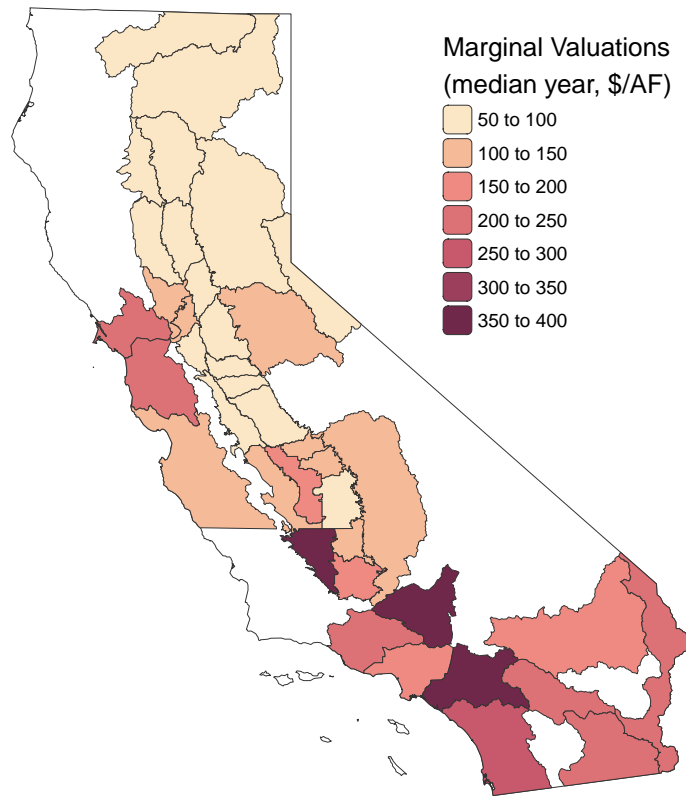 Marginal Valuations
(median year, $/AF)
50 to 100
100 to 150
150 to 200
200 to 250
250 to 300
300 to 350
350 to 400